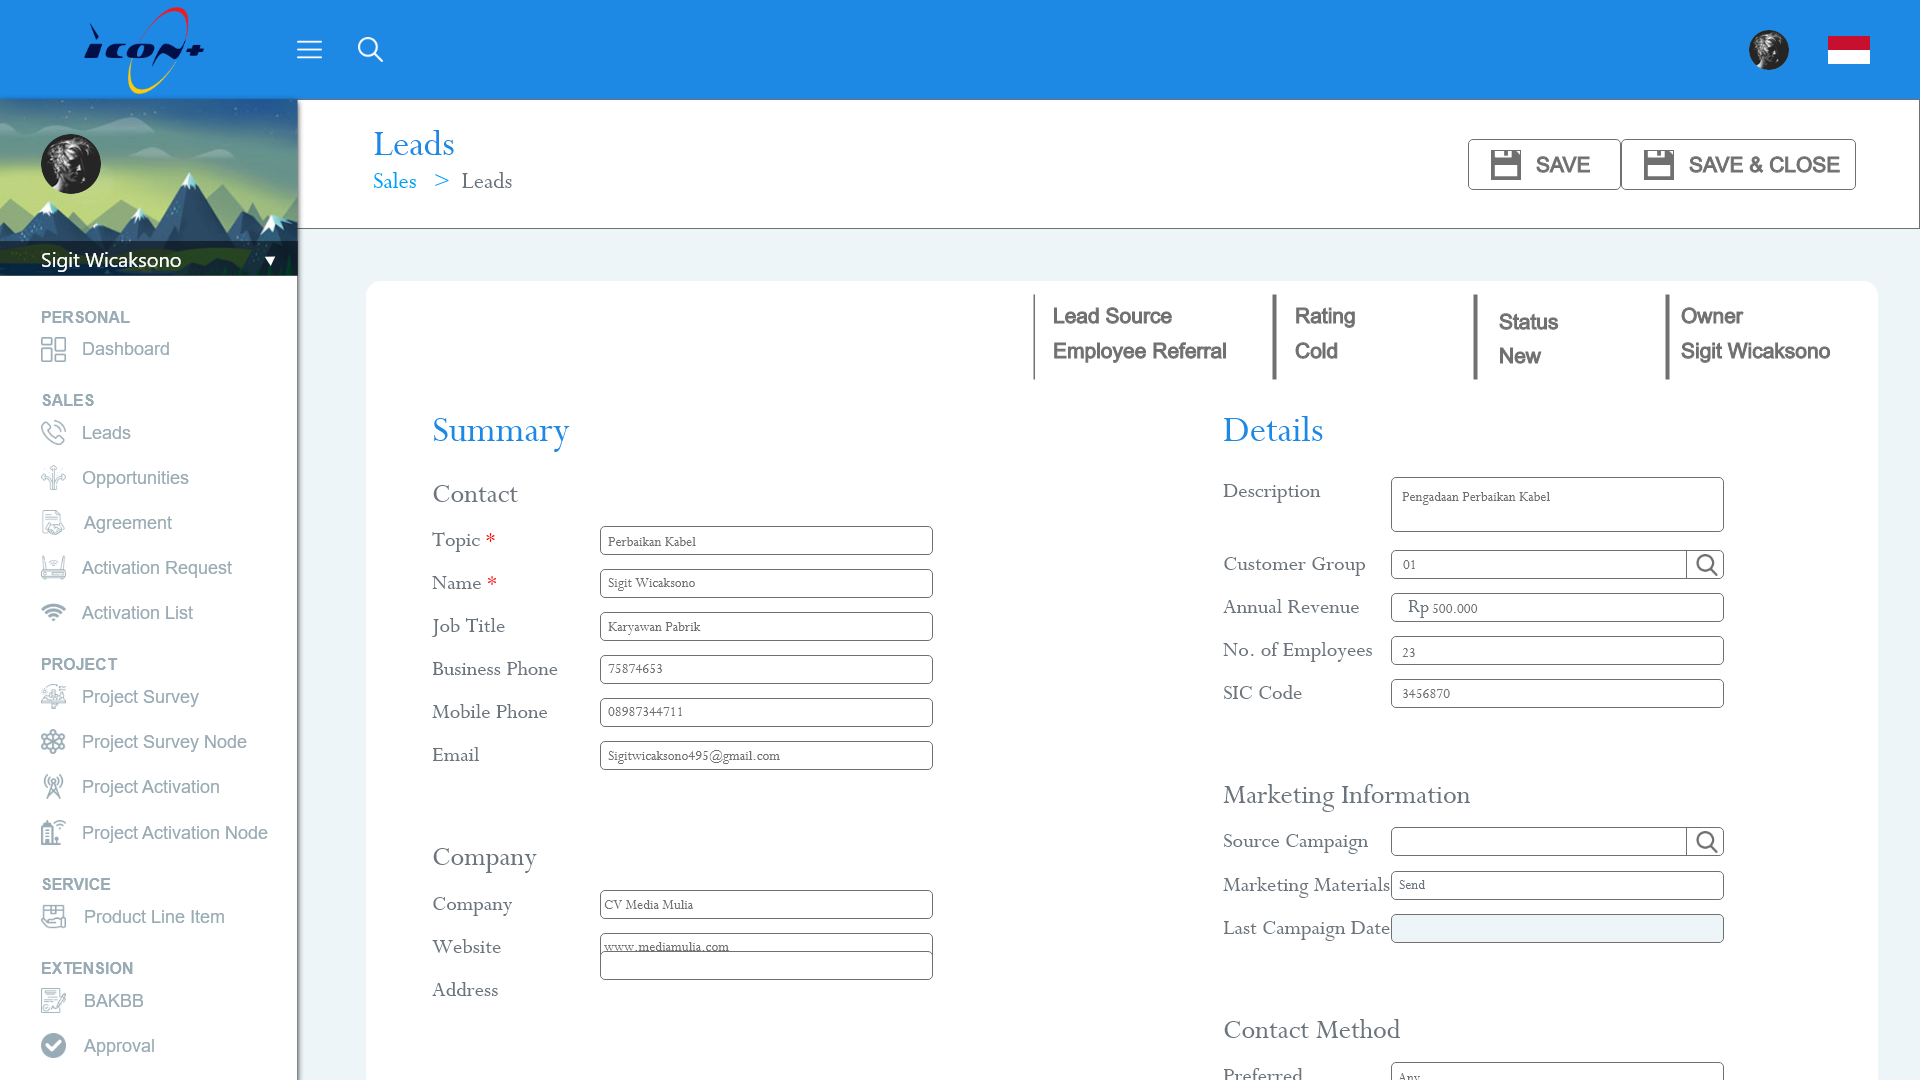 icon+
Sigit Wicaksono
PERSONAL
Dashboard
SALES
Leads
Opportunities
Agreement
Activation Request
Activation List
PROJECT
Project Survey
Project Survey Node
Project Activation
Project Activation Node
SERVICE
Product Line Item
EXTENSION
BAKBB
Approval
Leads
Sales > Leads
SAVE
SAVE & CLOSE
Lead Source
Employee Referral
Rating
Cold
Status
New
Owner
Sigit Wicaksono
Summary
Contact
Topic * Perbaikan Kabel
Name * Sigit Wicaksono
Job Title Karyawan Pabrik
Business Phone 75874653
Mobile Phone 08987344711
Email Sigitwicaksono495@gmail.com
Company
Company CV Media Mulia
Website www.mediamulia.com
Address
Details
Description Pengadaan Perbaikan Kabel
Customer Group 01
Annual Revenue Rp 500.000
No. of Employees 23
SIC Code 3456870
Marketing Information
Source Campaign
Marketing Materials Send
Last Campaign Date
Contact Method
Preferred Any